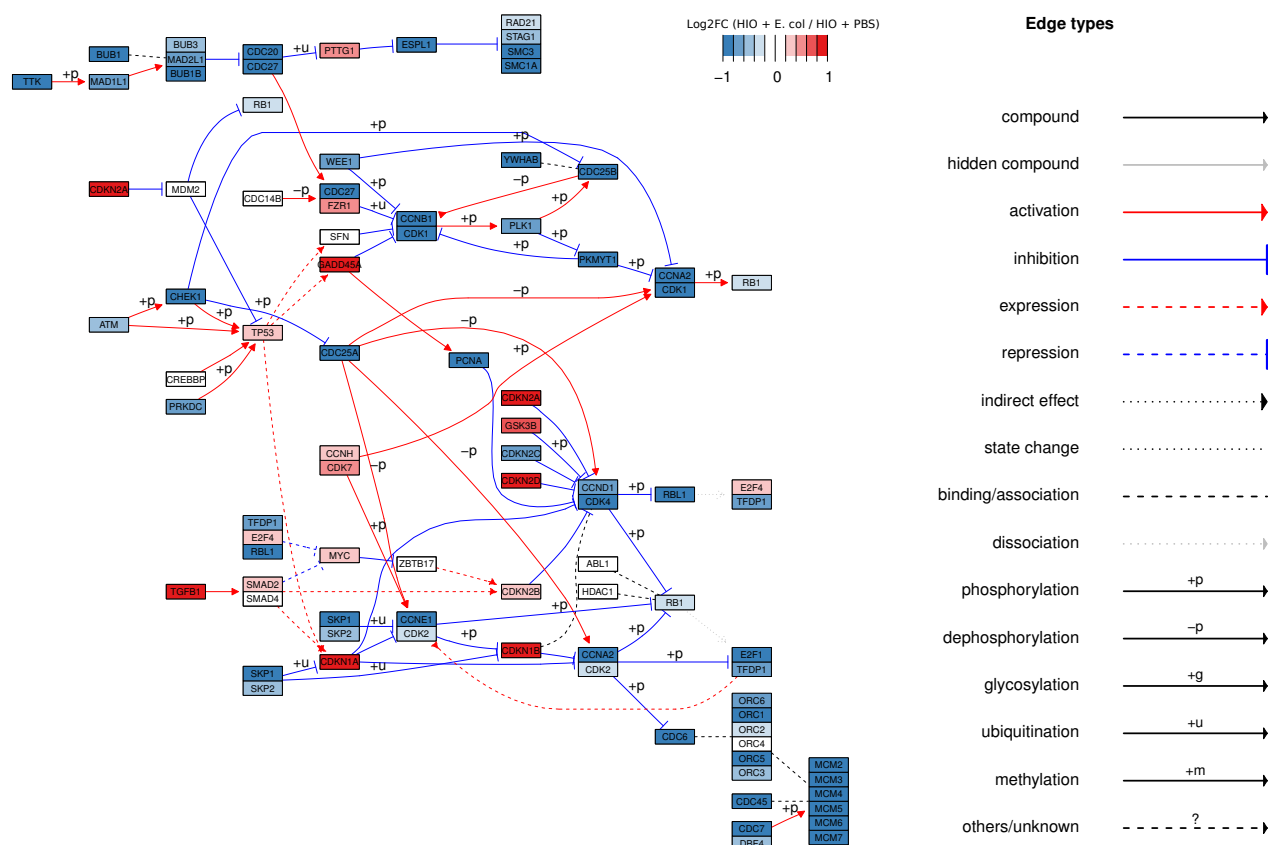 Log2FC (HIO + E. col / HIO + PBS)
−1 0 1
Edge types
compound
hidden compound
activation
inhibition
expression
repression
indirect effect
state change
binding/association
dissociation
phosphorylation +p
dephosphorylation −p
glycosylation +g
ubiquitination +u
methylation +m
others/unknown ?
RAD21
STAG1
SMC3
SMC1A
BUB1
BUB3
MAD2L1
BUB1B
CDC20
CDC27
+u
PTTG1
ESPL1
TTK
+p
MAD1L1
RB1
+p
+p
WEE1
YWHAB
CDC25B
CDKN2A
MDM2
CDC14B
−p
CDC27
FZR1
+p
+u
−p
+p
CCNB1
CDK1
+p
PLK1
+p
SFN
GADD45A
+p
PKMYT1
+p
CCNA2
CDK1
+p
RB1
CHEK1
+p
+p
+p
ATM
+p
TP53
−p
−p
CDC25A
+p
PCNA
CREBBP
+p
PRKDC
CDKN2A
GSK3B
+p
CDKN2C
CDKN2D
CCNH
CDK7
−p
−p
CCND1
CDK4
+p
RBL1
E2F4
TFDP1
TFDP1
E2F4
RBL1
+p
+p
MYC
ZBTB17
ABL1
HDAC1
TGFB1
SMAD2
SMAD4
CDKN2B
RB1
SKP1
SKP2
+u
CCNE1
CDK2
+p
+p
+p
CDKN1B
CDKN1A
CCNA2
CDK2
+p
E2F1
TFDP1
SKP1
SKP2
+u
+u
+p
CDC6
ORC6
ORC1
ORC2
ORC4
ORC5
ORC3
MCM2
MCM3
MCM4
MCM5
MCM6
MCM7
CDC45
+p
CDC7
DBF4